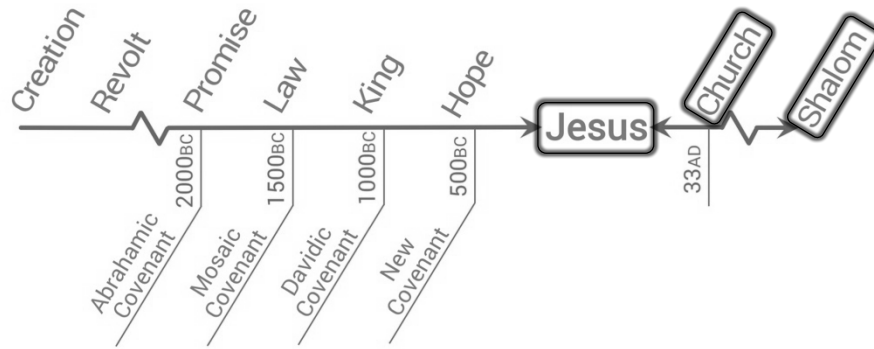 Creation
Revolt
Promise
Law
King
Hope
Jesus
Church
Shalom
2000BC
1500BC
1000BC
500BC
33AD
Abrahamic
Covenant
Mosaic
Covenant
Davidic
Covenant
New
Covenant